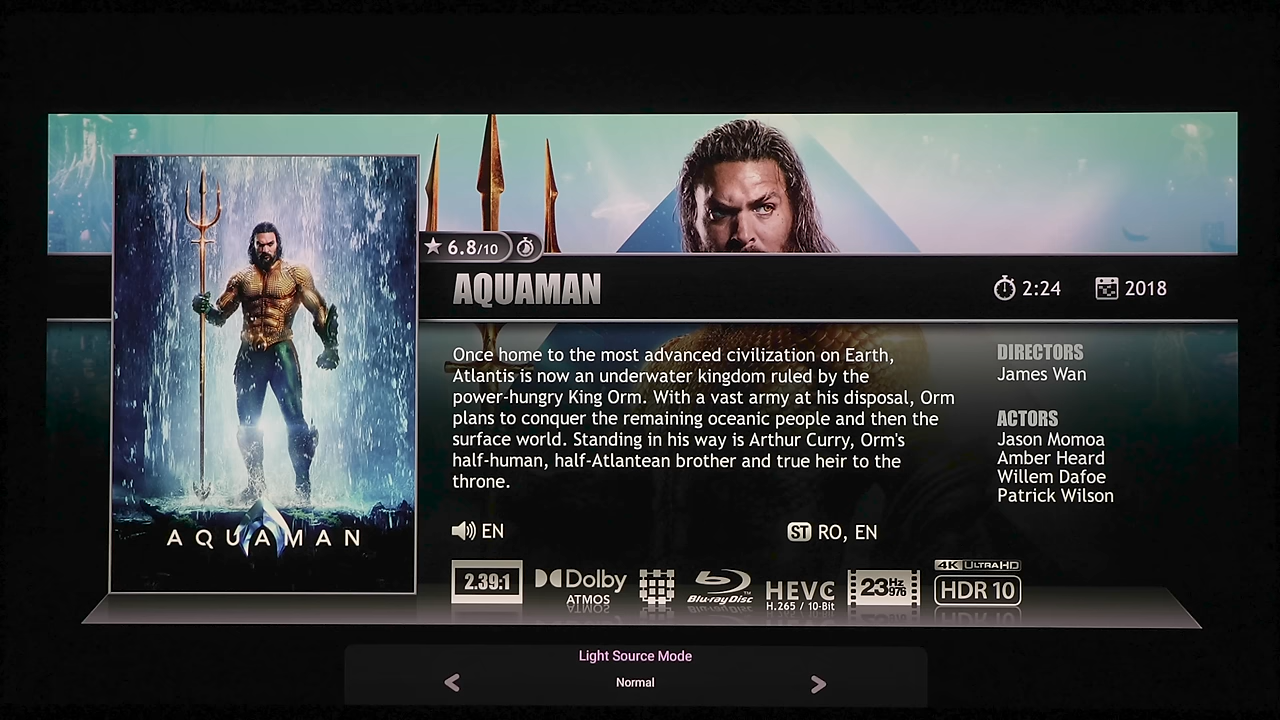 6.8/10
AQUAMAN
2:24
2018
Once home to the most advanced civilization on Earth,
Atlantis is now an underwater kingdom ruled by the
power-hungry King Orm. With a vast army at his disposal, Orm
plans to conquer the remaining oceanic people and then the
surface world. Standing in his way is Arthur Curry, Orm's
half-human, half-Atlantean brother and true heir to the
throne.
DIRECTORS
James Wan
ACTORS
Jason Momoa
Amber Heard
Willem Dafoe
Patrick Wilson
AQUAMAN
EN
ST RO, EN
2.39:1
Dolby
ATMOS
Blu-ray Disc
HEVC
H.265 / 10-Bit
23Hz
976
4K ULTRA HD
HDR 10
Light Source Mode
Normal